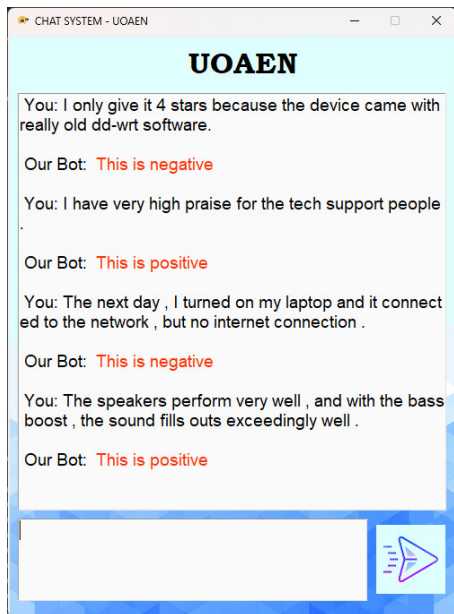 CHAT SYSTEM - UOAEN
UOAEN
You: I only give it 4 stars because the device came with
really old dd-wrt software.
Our Bot: This is negative
You: I have very high praise for the tech support people
.
Our Bot: This is positive
You: The next day , I turned on my laptop and it connect
ed to the network , but no internet connection .
Our Bot: This is negative
You: The speakers perform very well , and with the bass
boost , the sound fills outs exceedingly well .
Our Bot: This is positive